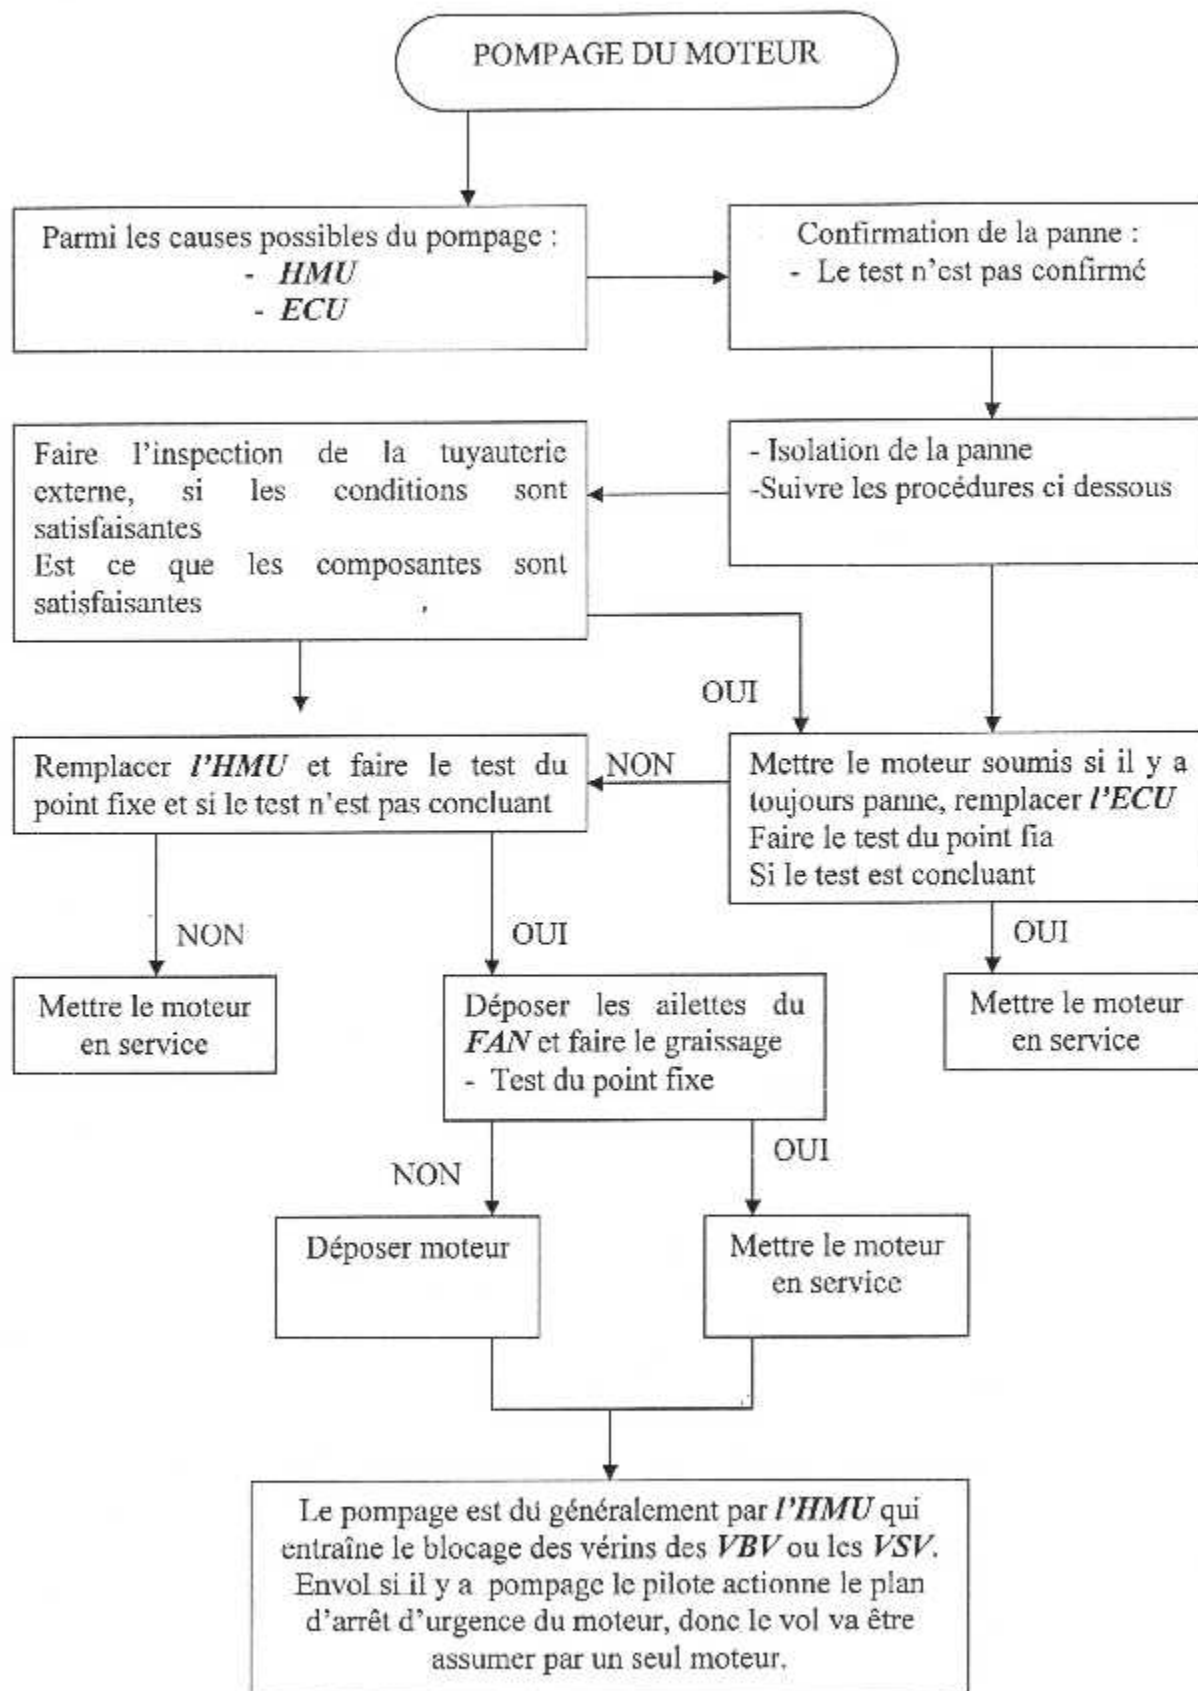 POMPAGE DU MOTEUR
Parmi les causes possibles du pompage :
- HMU
- ECU
Confirmation de la panne :
- Le test n'est pas confirmé
Faire l'inspection de la tuyauterie
externe, si les conditions sont
satisfaisantes
Est ce que les composantes sont
satisfaisantes
- Isolation de la panne
-Suivre les procédures ci dessous
OUI
Remplacer l'HMU et faire le test du
point fixe et si le test n'est pas concluant
NON
Mettre le moteur soumis si il y a
toujours panne, remplacer l'ECU
Faire le test du point fia
Si le test est concluant
NON
OUI
OUI
Mettre le moteur
en service
Déposer les ailettes du
FAN et faire le graissage
- Test du point fixe
Mettre le moteur
en service
NON
OUI
Déposer moteur
Mettre le moteur
en service
Le pompage est du généralement par l'HMU qui
entraîne le blocage des vérins des VBV ou les VSV.
Envol si il y a pompage le pilote actionne le plan
d'arrêt d'urgence du moteur, donc le vol va être
assumer par un seul moteur.